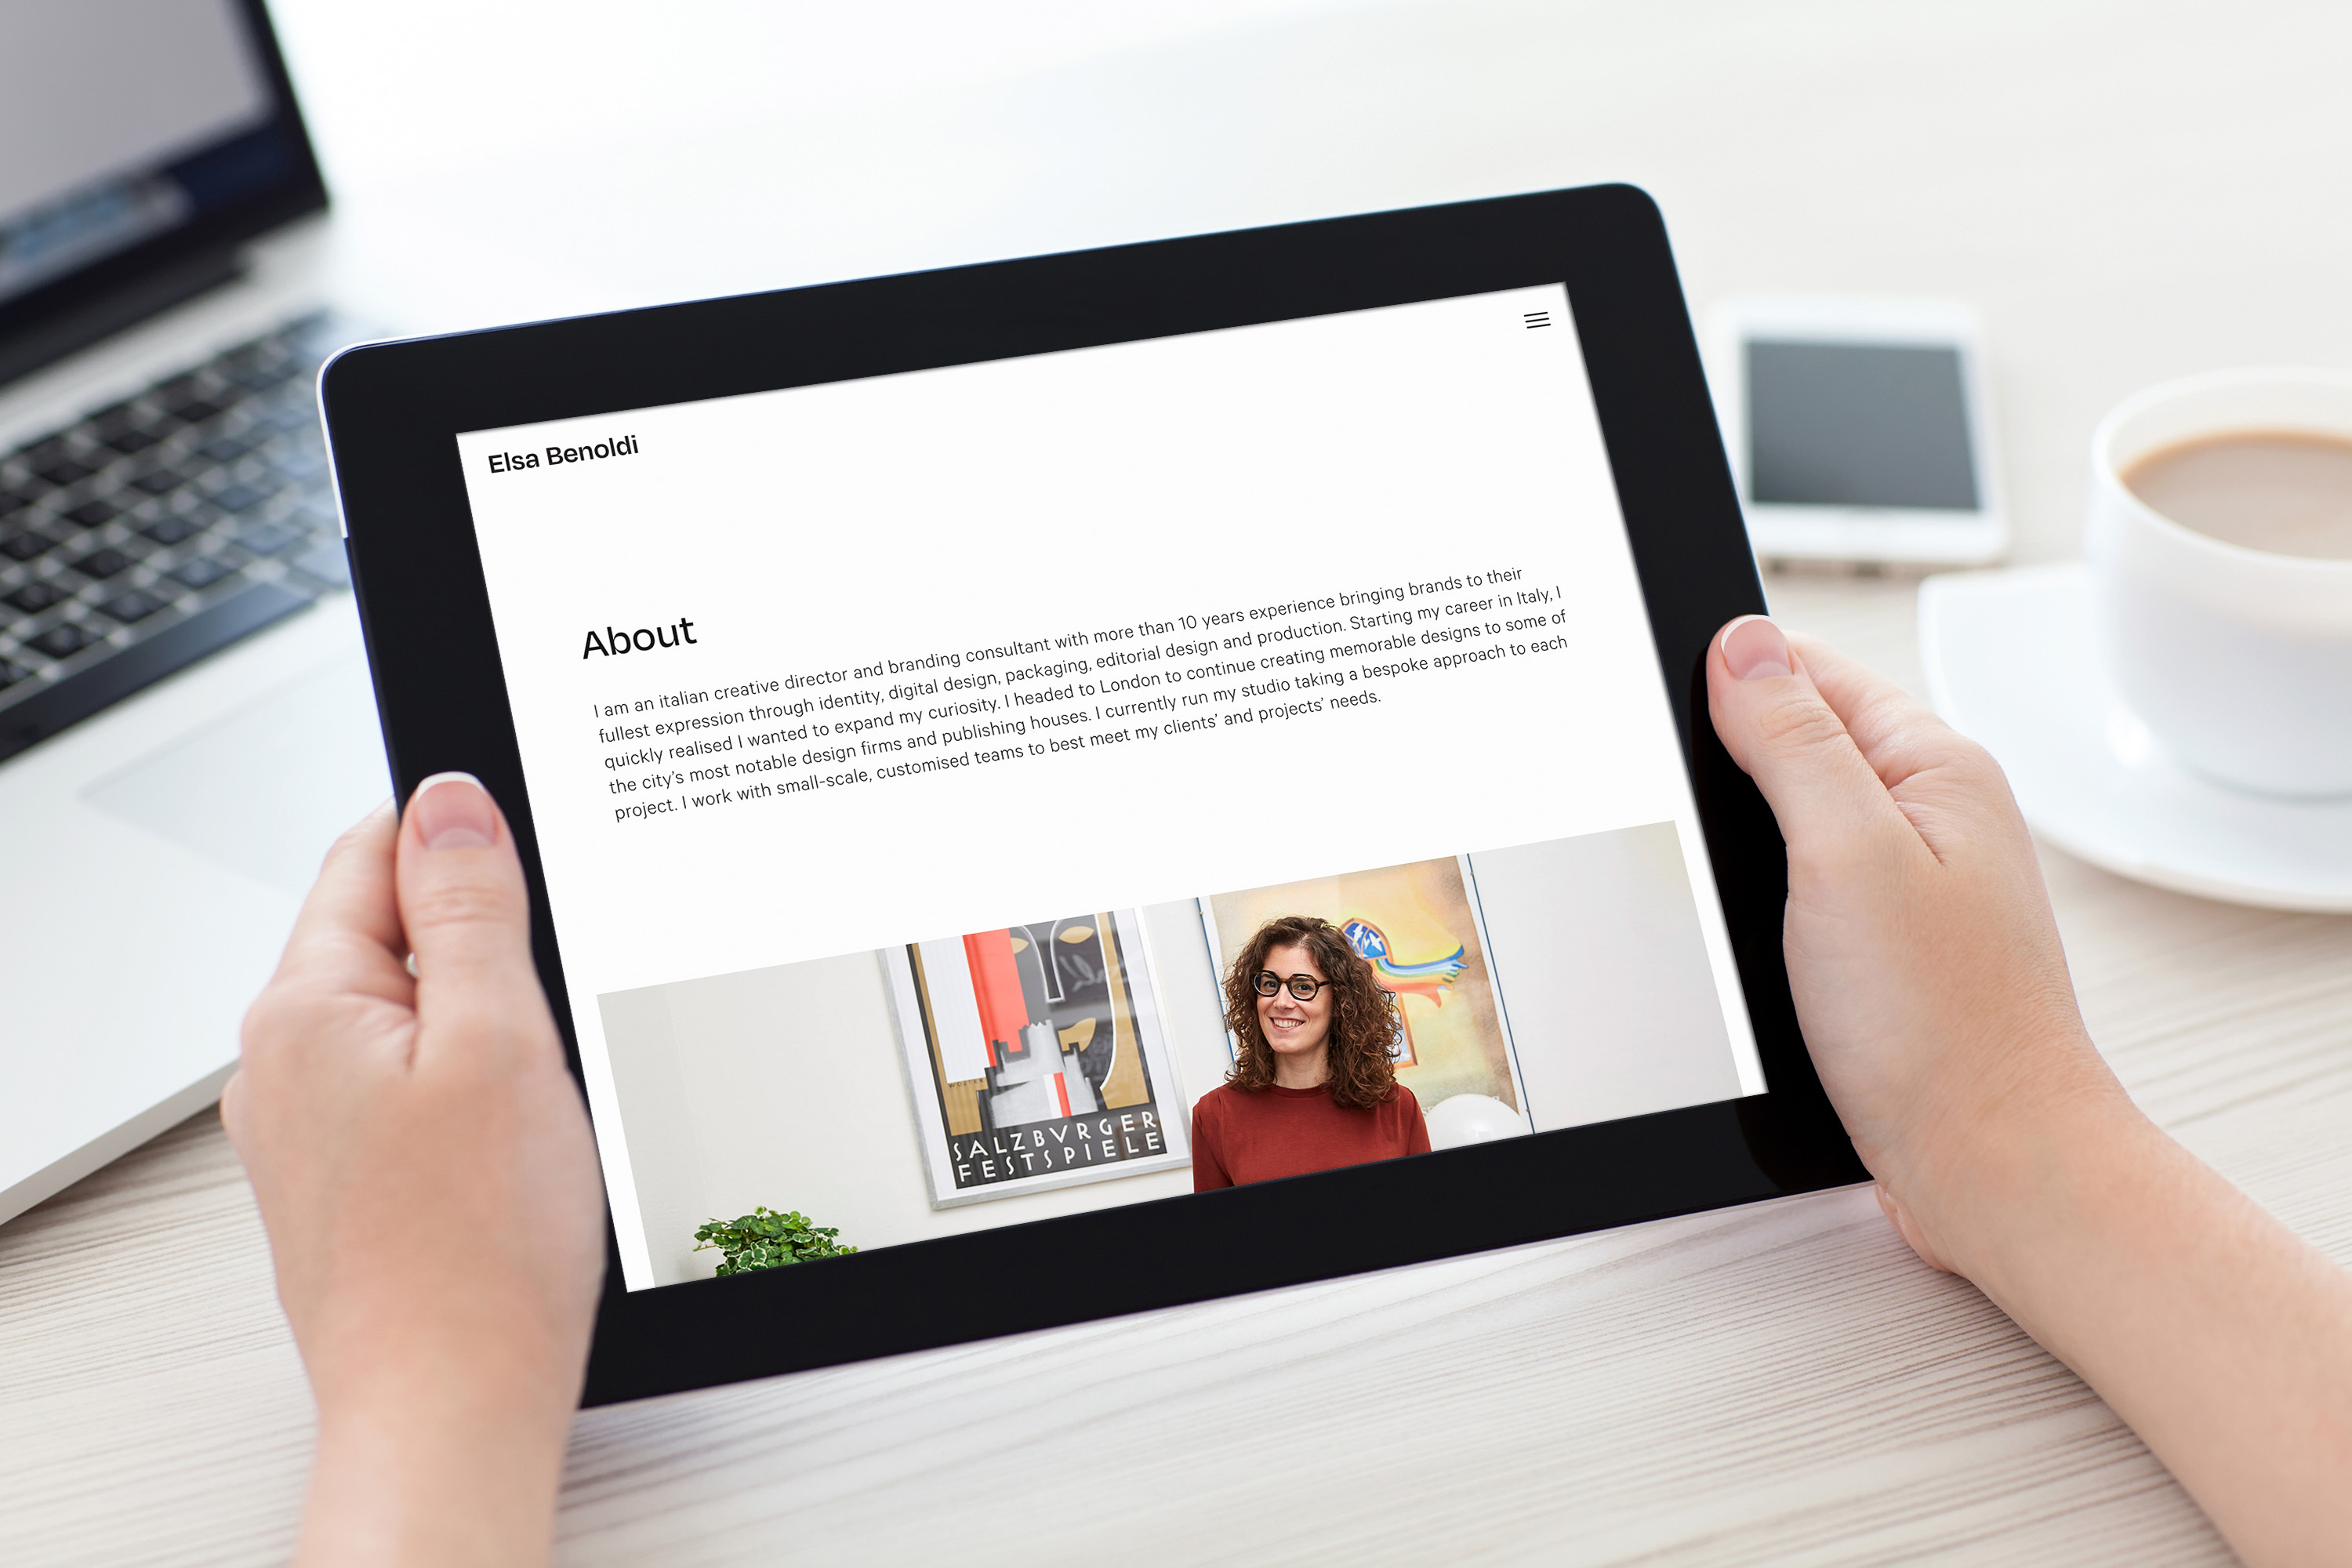 Elsa Benoldi
About
I am an italian creative director and branding consultant with more than 10 years experience bringing brands to their
fullest expression through identity, digital design, packaging, editorial design and production. Starting my career in Italy, I
quickly realised I wanted to expand my curiosity. I headed to London to continue creating memorable designs to some of
the city’s most notable design firms and publishing houses. I currently run my studio taking a bespoke approach to each
project. I work with small-scale, customised teams to best meet my clients’ and projects’ needs.
SALZBVRGER
FESTSPIELE